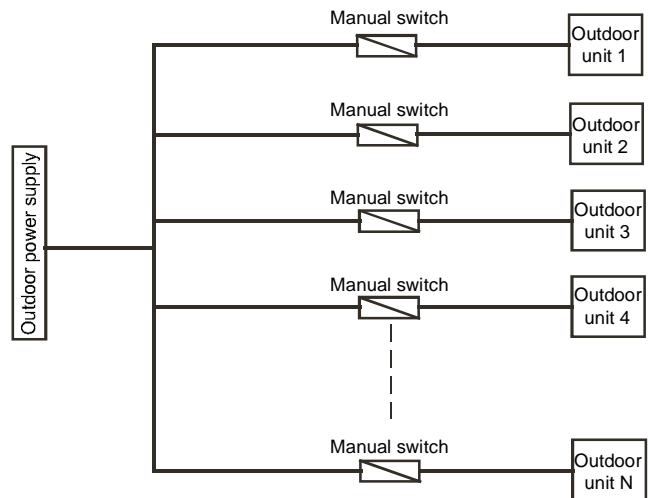 Manual switch
Outdoor
unit 1
Manual switch
Outdoor
unit 2
Outdoor power supply
Manual switch
Outdoor
unit 3
Manual switch
Outdoor
unit 4
Manual switch
Outdoor
unit N